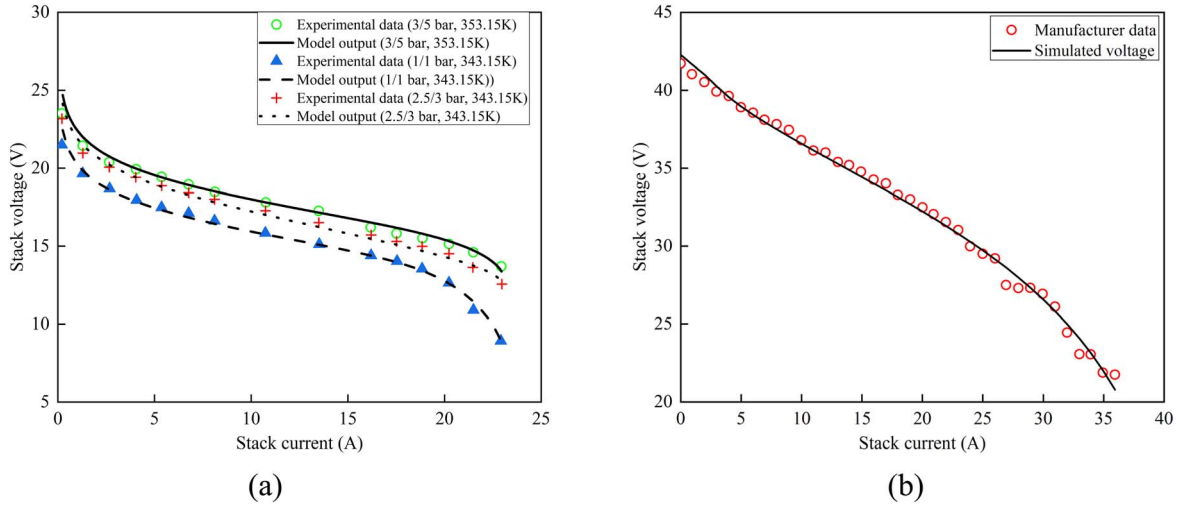 30
25
20
15
10
5
0
5
10
15
20
25
Stack voltage (V)
Stack current (A)
Experimental data (3/5 bar, 353.15K)
Model output (3/5 bar, 353.15K)
Experimental data (1/1 bar, 343.15K)
Model output (1/1 bar, 343.15K))
Experimental data (2.5/3 bar, 343.15K)
Model output (2.5/3 bar, 343.15K)
(a)
45
40
35
30
25
20
0
5
10
15
20
25
30
35
40
Stack voltage (V)
Stack current (A)
Manufacturer data
Simulated voltage
(b)